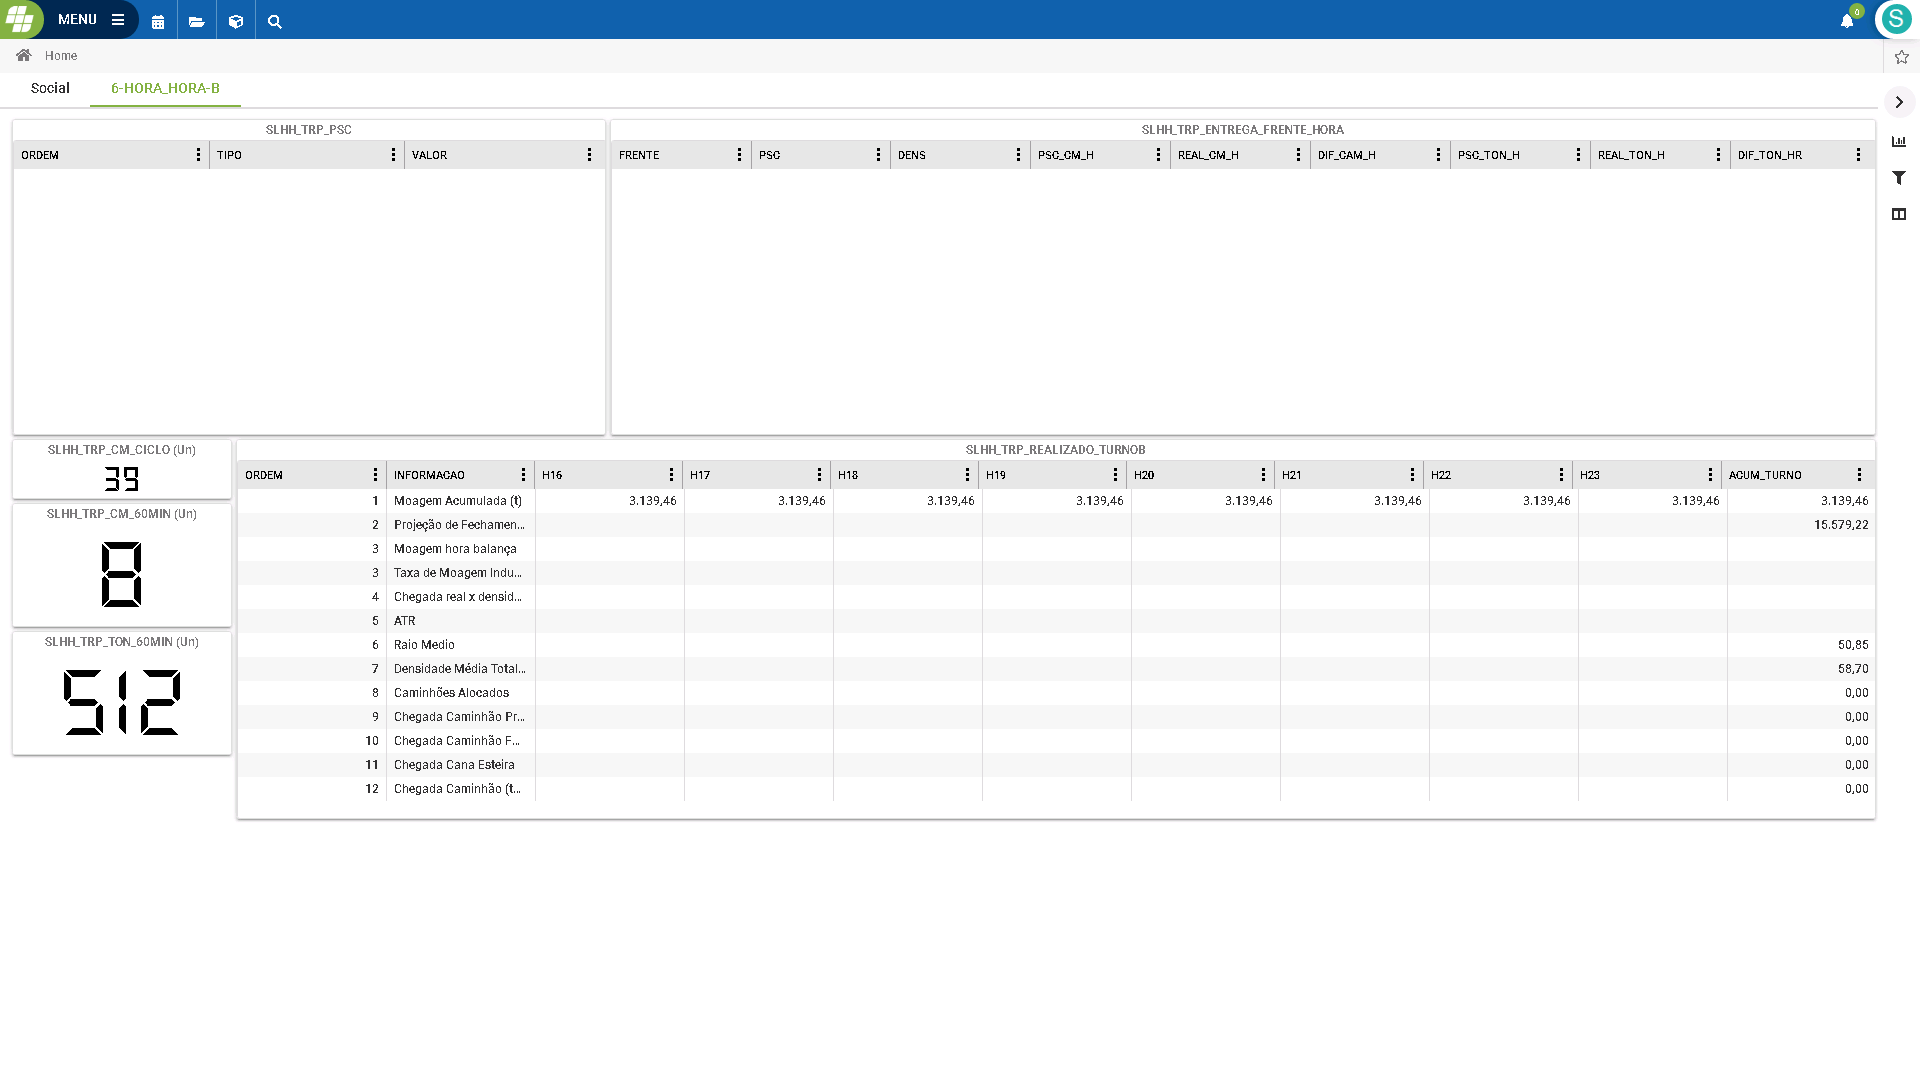 MENU
0
S
Home
Social 6-HORA_HORA-B
SLHH_TRP_PSC
ORDEM TIPO VALOR
SLHH_TRP_ENTREGA_FRENTE_HORA
FRENTE PSC DENS PSC_CM_H REAL_CM_H DIF_CAM_H PSC_TON_H REAL_TON_H DIF_TON_HR
SLHH_TRP_CM_CICLO (Un)
39
SLHH_TRP_CM_60MIN (Un)
8
SLHH_TRP_TON_60MIN (Un)
512
SLHH_TRP_REALIZADO_TURNOB
ORDEM INFORMACAO H16 H17 H18 H19 H20 H21 H22 H23 ACUM_TURNO
1 Moagem Acumulada (t) 3.139,46 3.139,46 3.139,46 3.139,46 3.139,46 3.139,46 3.139,46 3.139,46 3.139,46
2 Projeção de Fechamen... 15.579,22
3 Moagem hora balança
3 Taxa de Moagem Indu...
4 Chegada real x densid...
5 ATR
6 Raio Medio 50,85
7 Densidade Média Total... 58,70
8 Caminhões Alocados 0,00
9 Chegada Caminhão Pr... 0,00
10 Chegada Caminhão F... 0,00
11 Chegada Cana Esteira 0,00
12 Chegada Caminhão (t... 0,00